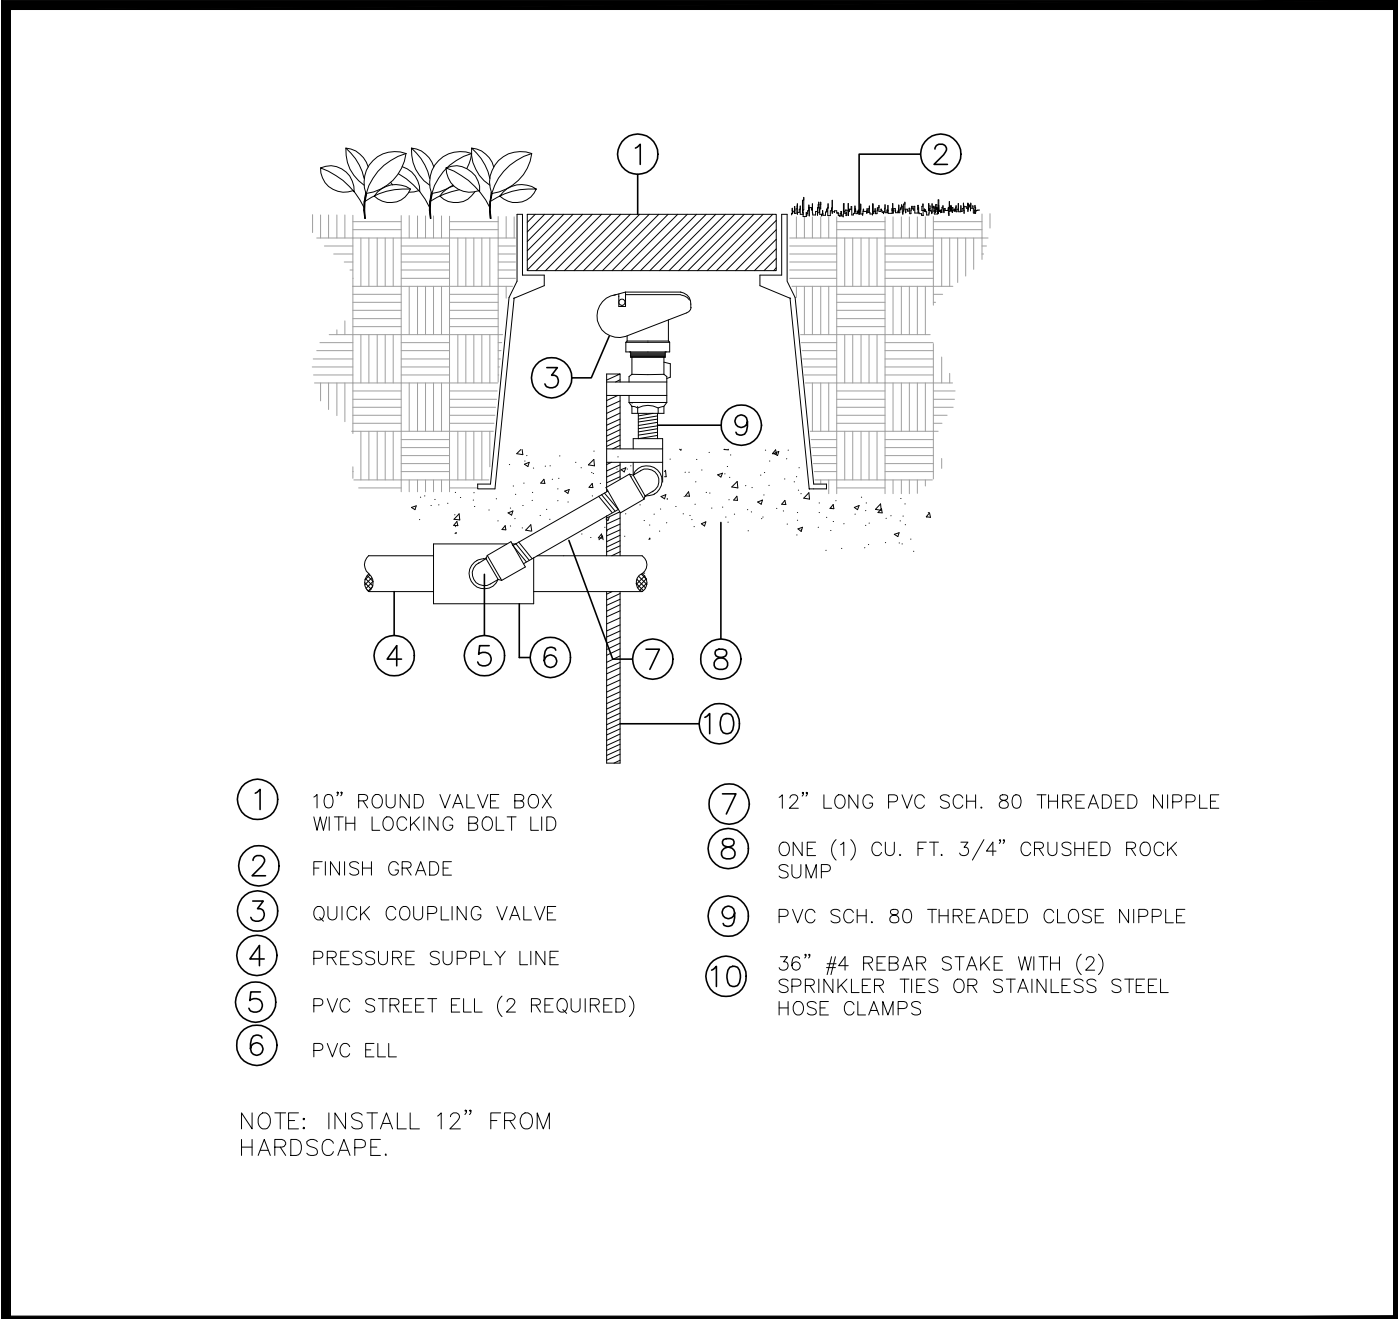 1
2
3
9
4
5
6
7
8
10
1 10” ROUND VALVE BOX
WITH LOCKING BOLT LID
2 FINISH GRADE
3 QUICK COUPLING VALVE
4 PRESSURE SUPPLY LINE
5 PVC STREET ELL (2 REQUIRED)
6 PVC ELL
7 12” LONG PVC SCH. 80 THREADED NIPPLE
8 ONE (1) CU. FT. 3/4” CRUSHED ROCK
SUMP
9 PVC SCH. 80 THREADED CLOSE NIPPLE
10 36” #4 REBAR STAKE WITH (2)
SPRINKLER TIES OR STAINLESS STEEL
HOSE CLAMPS
NOTE: INSTALL 12” FROM
HARDSCAPE.